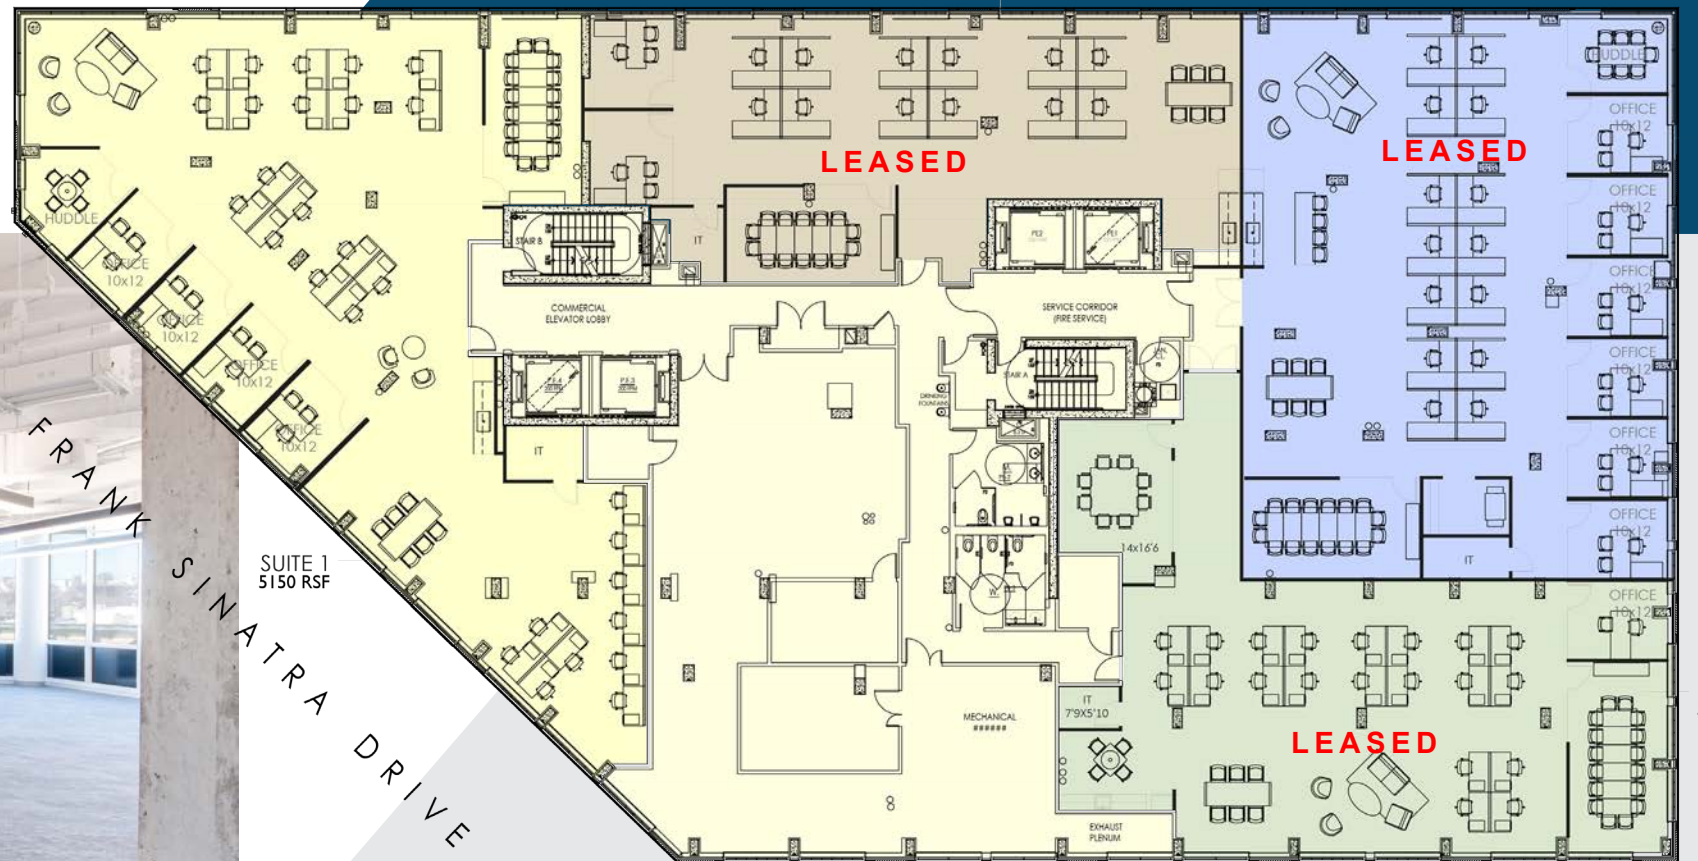 HUDDLE
LEASED
LEASED
OFFICE
10x12
OFFICE
10x12
HUDDLE
OFFICE
10x12
OFFICE
10x12
OFFICE
10x12
OFFICE
10x12
STAIR B
IT
COMMERCIAL
ELEVATOR LOBBY
SERVICE CORRIDOR
(FIRE SERVICE)
OFFICE
10x12
OFFICE
10x12
OFFICE
10x12
OFFICE
10x12
STAIR A
DRINKING
FOUNTAINS
IT
14x16'6
IT
FRANK SINATRA DRIVE
SUITE 1
5150 RSF
OFFICE
10x12
IT
7'9X5'10
MECHANICAL
######
LEASED
EXHAUST
PLENUM